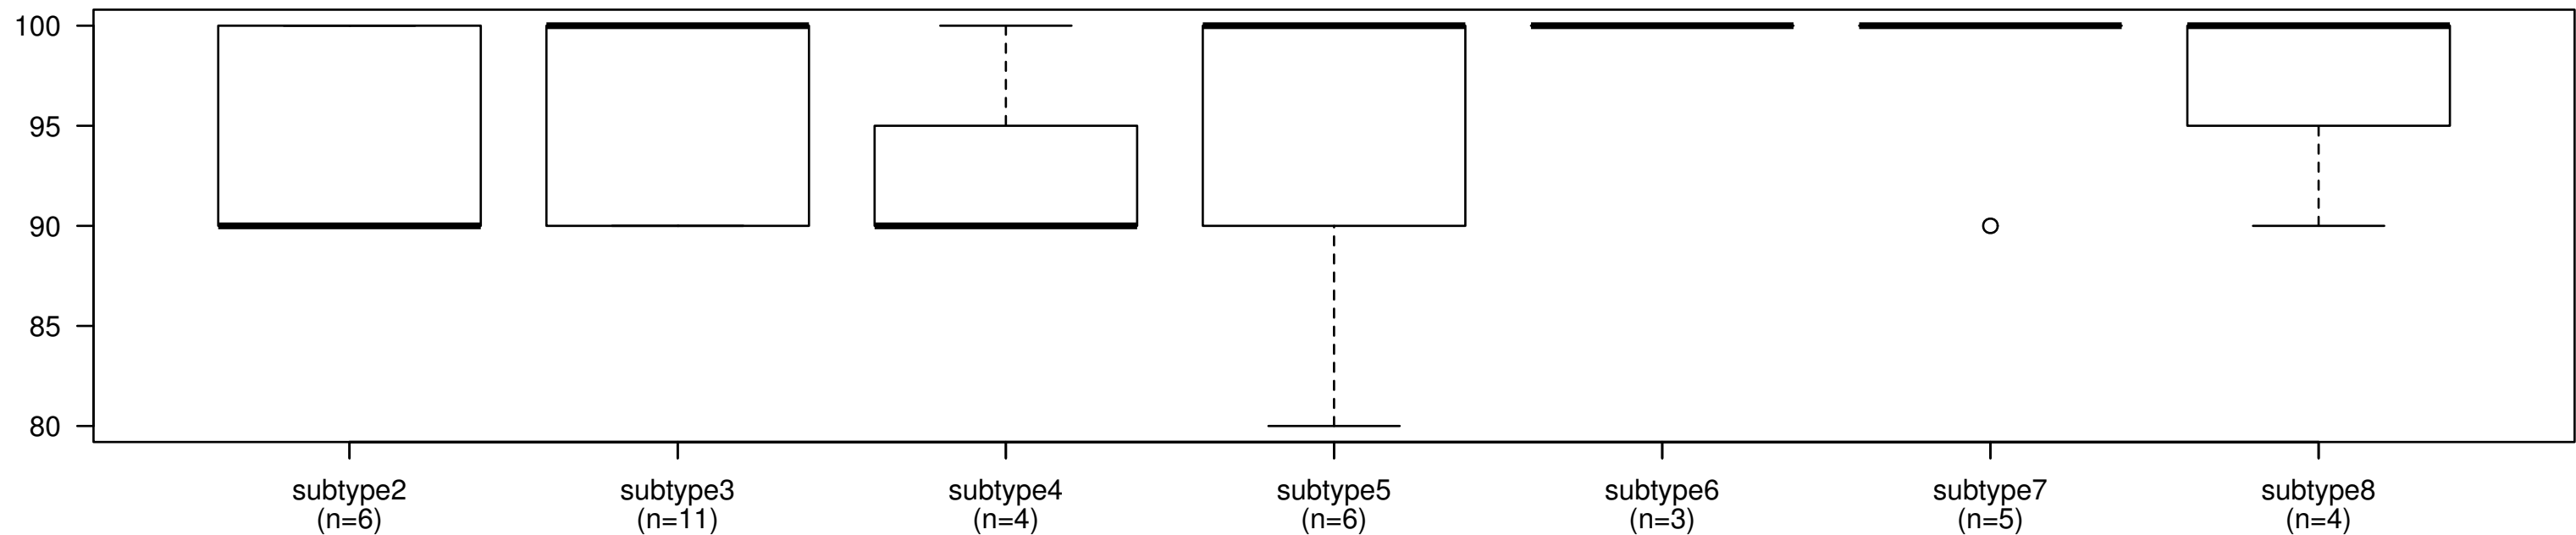 100
95
90
85
80
subtype2 subtype3 subtype4 subtype5 subtype6 subtype7 subtype8
(n=6) (n=11) (n=4) (n=6) (n=3) (n=5) (n=4)